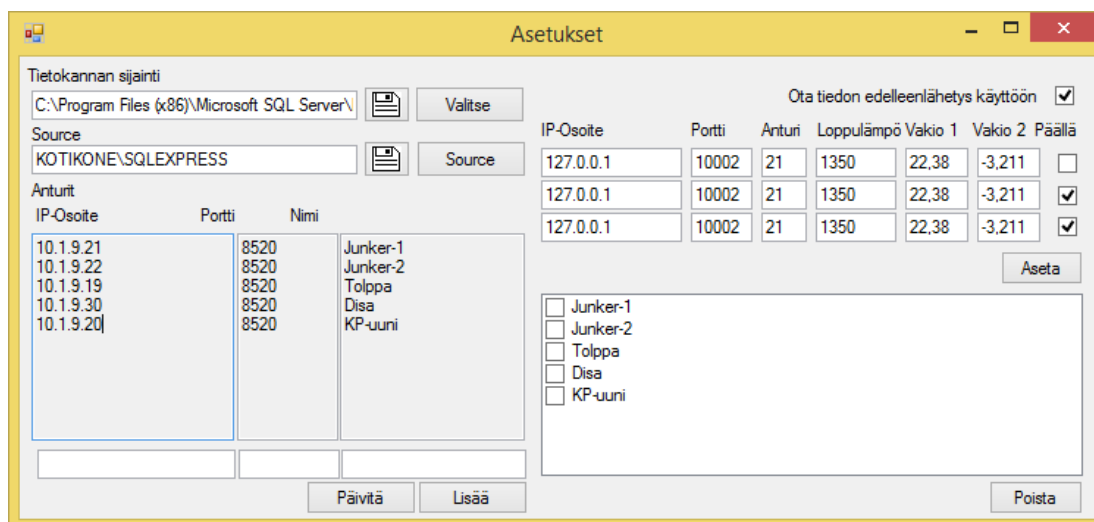 Asetukset
Tietokannan sijainti
C:\Program Files (x86)\Microsoft SQL Server\
Valitse
Source
KOTIKONE\SQLEXPRESS
Source
Anturit
IP-Osoite Portti Nimi
10.1.9.21 8520 Junker-1
10.1.9.22 8520 Junker-2
10.1.9.19 8520 Tolppa
10.1.9.30 8520 Disa
10.1.9.20 8520 KP-uuni
Päivitä Lisää
Ota tiedon edelleenlähetys käyttöön
IP-Osoite Portti Anturi Loppulämpö Vakio 1 Vakio 2 Päällä
127.0.0.1 10002 21 1350 22,38 -3,211
127.0.0.1 10002 21 1350 22,38 -3,211
127.0.0.1 10002 21 1350 22,38 -3,211
Aseta
Junker-1
Junker-2
Tolppa
Disa
KP-uuni
Poista